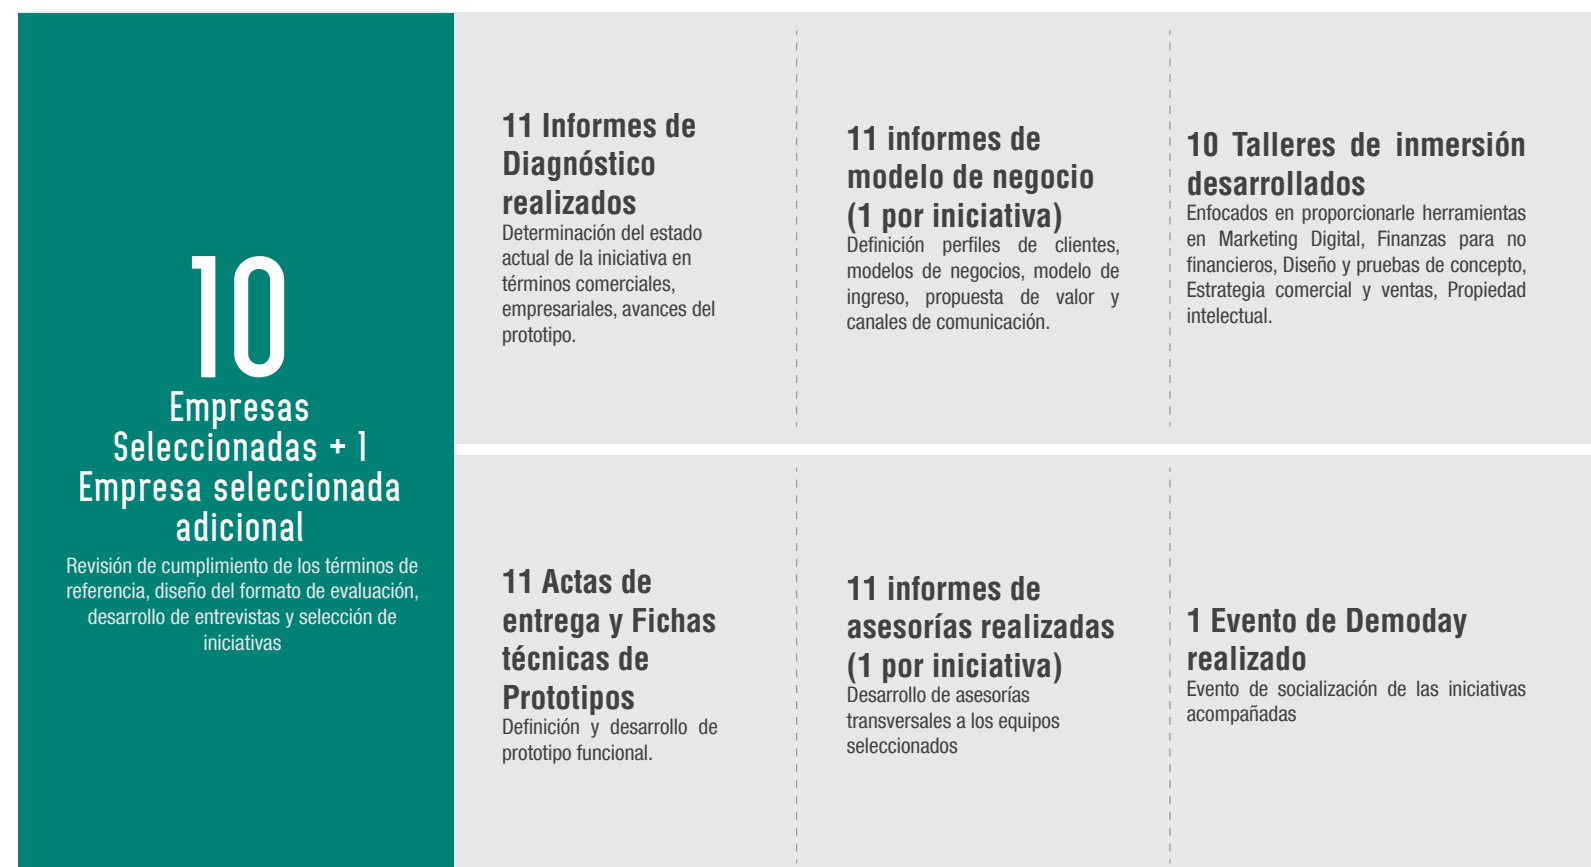 10
Empresas
Seleccionadas + 1
Empresa seleccionada
adicional
Revisión de cumplimiento de los términos de
referencia, diseño del formato de evaluación,
desarrollo de entrevistas y selección de
iniciativas
11 Informes de
Diagnóstico
realizados
Determinación del estado
actual de la iniciativa en
términos comerciales,
empresariales, avances del
prototipo.
11 informes de
modelo de negocio
(1 por iniciativa)
Definición perfiles de clientes,
modelos de negocios, modelo de
ingreso, propuesta de valor y
canales de comunicación.
10 Talleres de inmersión
desarrollados
Enfocados en proporcionarle herramientas
en Marketing Digital, Finanzas para no
financieros, Diseño y pruebas de concepto,
Estrategia comercial y ventas, Propiedad
intelectual.
11 Actas de
entrega y Fichas
técnicas de
Prototipos
Definición y desarrollo de
prototipo funcional.
11 informes de
asesorías realizadas
(1 por iniciativa)
Desarrollo de asesorías
transversales a los equipos
seleccionados
1 Evento de Demoday
realizado
Evento de socialización de las iniciativas
acompañadas